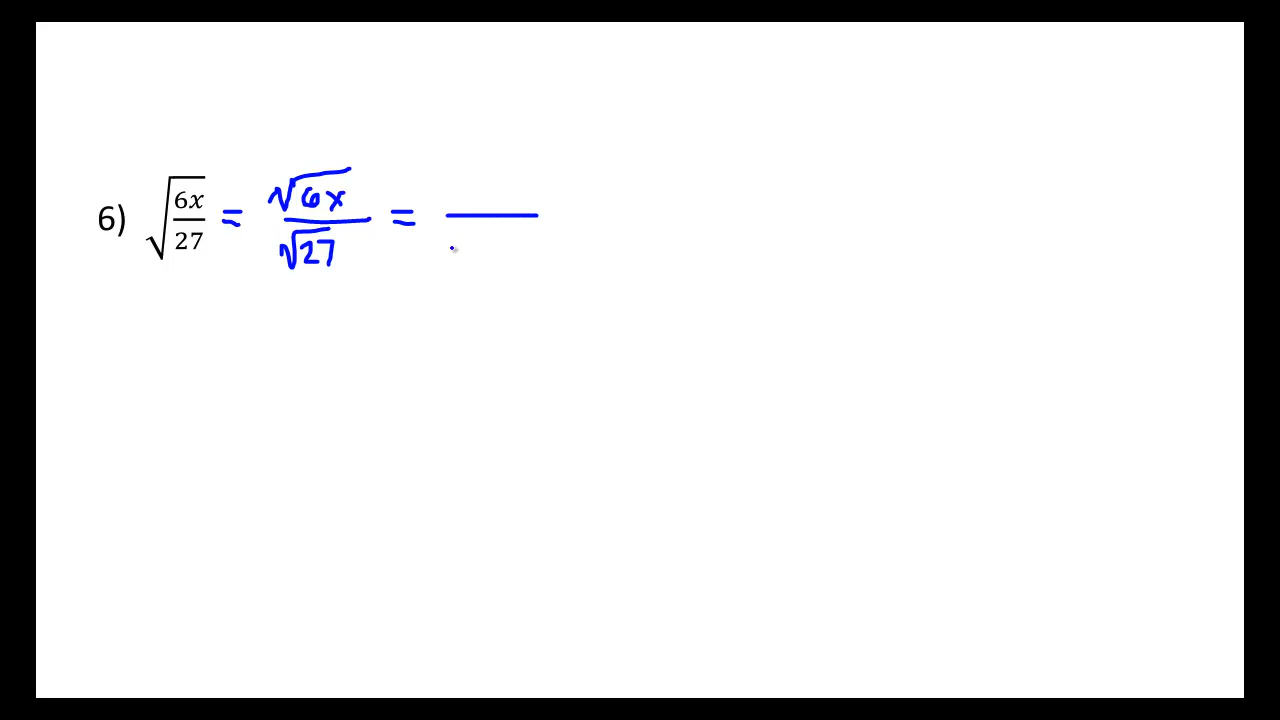 6) √(6x/27) = √6x/√27 =